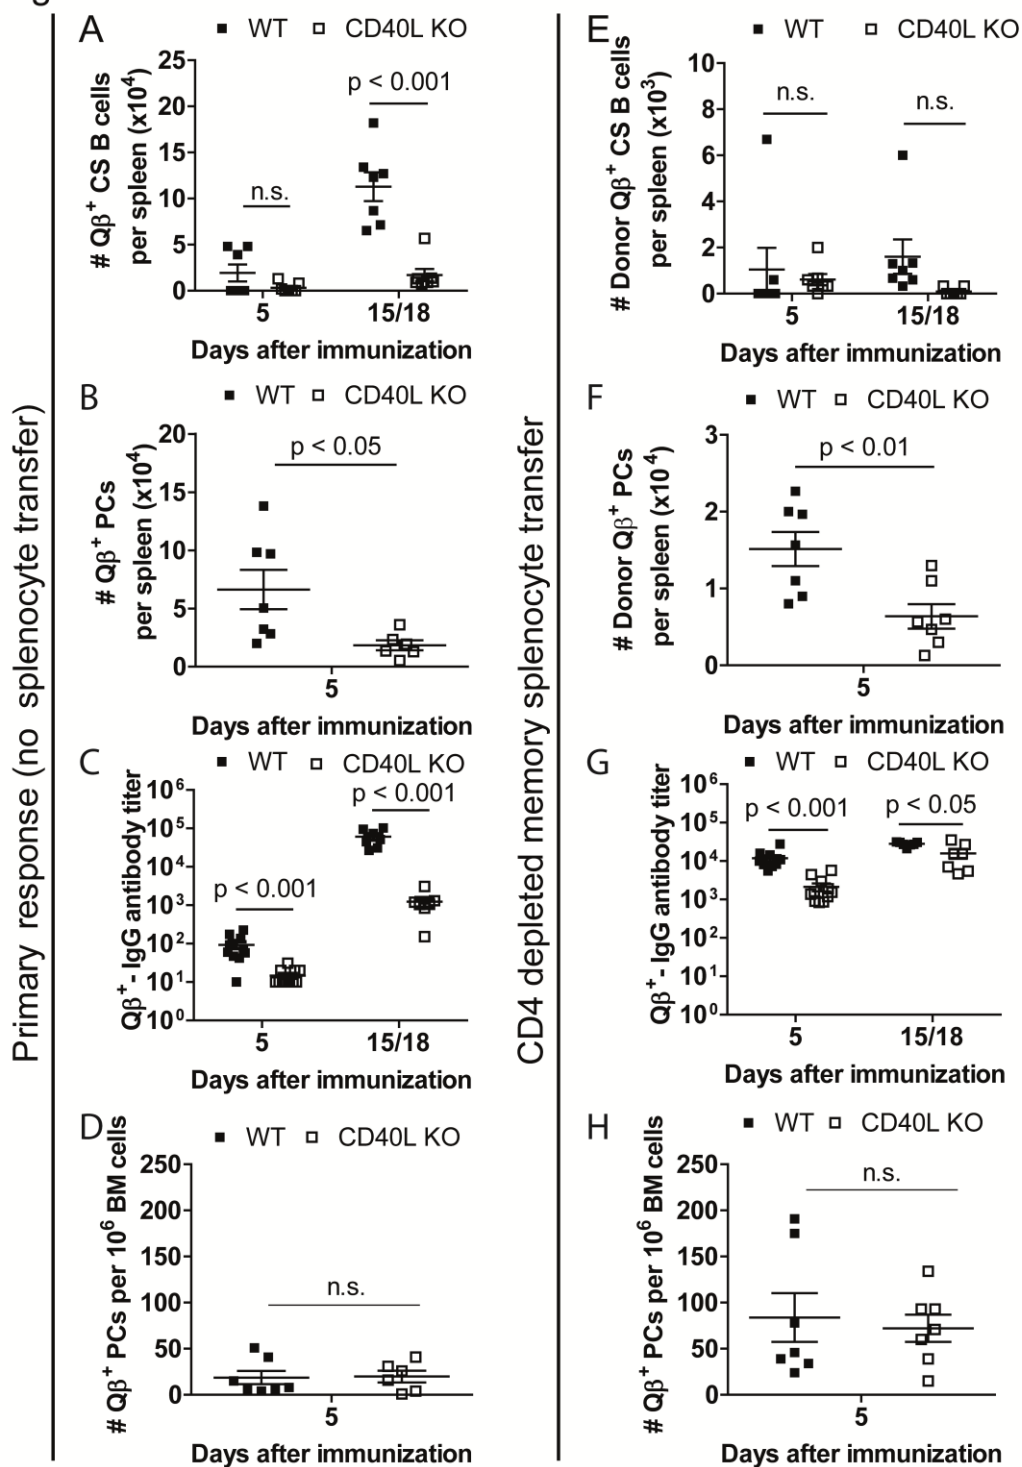 Primary response (no splenocyte transfer)
A
WT CD40L KO
# Qβ+ CS B cells
per spleen (x10^4)
25
20
15
10
5
0
n.s.
p < 0.001
5 15/18
Days after immunization
B
WT CD40L KO
# Qβ+ PCs
per spleen (x10^4)
20
15
10
5
0
p < 0.05
5
Days after immunization
C
WT CD40L KO
Qβ+- IgG antibody titer
10^6
10^5
10^4
10^3
10^2
10^1
10^0
p < 0.001
p < 0.001
5 15/18
Days after immunization
D
WT CD40L KO
# Qβ+ PCs per 10^6 BM cells
250
200
150
100
50
0
n.s.
5
Days after immunization
CD4 depleted memory splenocyte transfer
E
WT CD40L KO
# Donor Qβ+ CS B cells
per spleen (x10^3)
10
8
6
4
2
0
n.s.
n.s.
5 15/18
Days after immunization
F
WT CD40L KO
# Donor Qβ+ PCs
per spleen (x10^4)
3
2
1
0
p < 0.01
5
Days after immunization
G
WT CD40L KO
Qβ+- IgG antibody titer
10^6
10^5
10^4
10^3
10^2
10^1
10^0
p < 0.001
p < 0.05
5 15/18
Days after immunization
H
WT CD40L KO
# Qβ+ PCs per 10^6 BM cells
250
200
150
100
50
0
n.s.
5
Days after immunization